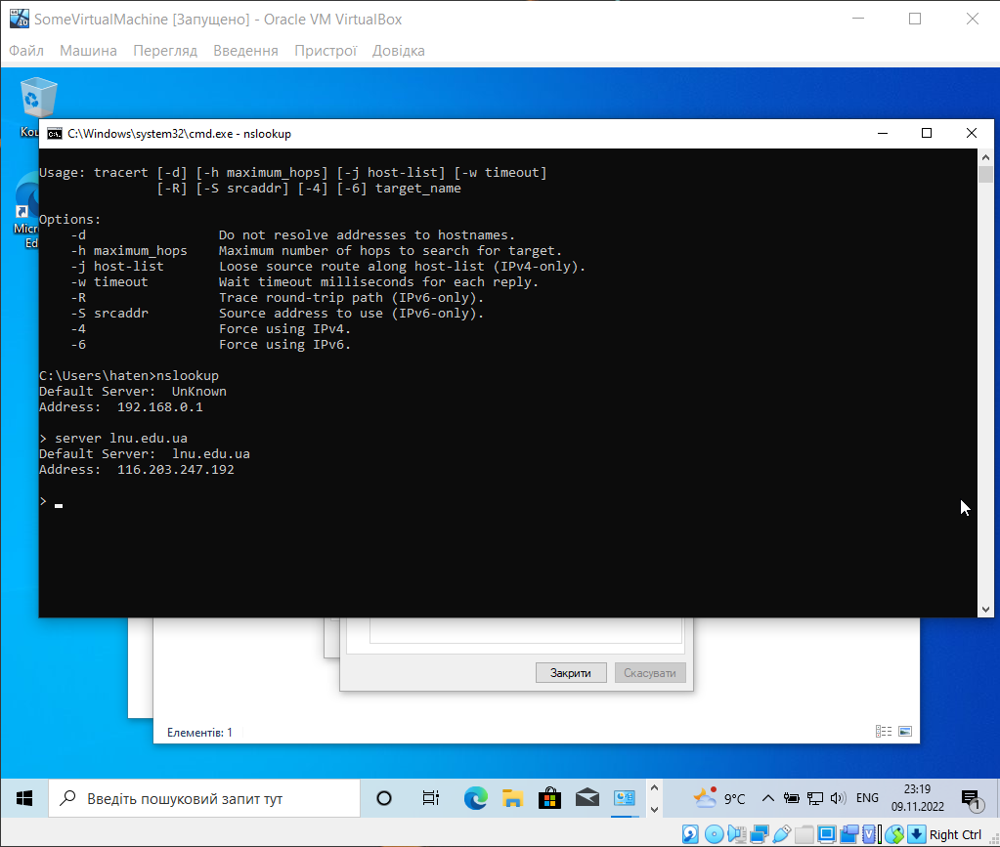 SomeVirtualMachine [Запущено] - Oracle VM VirtualBox
Файл Машина Перегляд Введення Пристрої Довідка
C:\Windows\system32\cmd.exe - nslookup
Usage: tracert [-d] [-h maximum_hops] [-j host-list] [-w timeout]
[-R] [-S srcaddr] [-4] [-6] target_name
Options:
-d Do not resolve addresses to hostnames.
-h maximum_hops Maximum number of hops to search for target.
-j host-list Loose source route along host-list (IPv4-only).
-w timeout Wait timeout milliseconds for each reply.
-R Trace round-trip path (IPv6-only).
-S srcaddr Source address to use (IPv6-only).
-4 Force using IPv4.
-6 Force using IPv6.
C:\Users\haten>nslookup
Default Server: UnKnown
Address: 192.168.0.1
> server lnu.edu.ua
Default Server: lnu.edu.ua
Address: 116.203.247.192
>
Закрити Скасувати
Елементів: 1
Введіть пошуковий запит тут
9°C ENG 23:19
09.11.2022
1
Right Ctrl